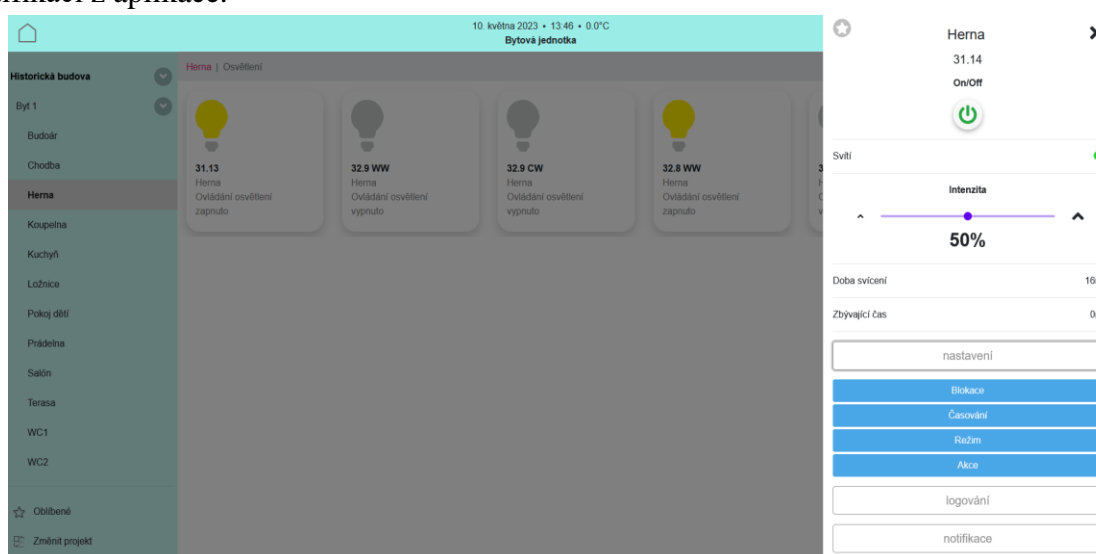 10. května 2023 • 13:46 • 0.0°C
Bytová jednotka
Historická budova
Byt 1
Budoár
Chodba
Herna
Koupelna
Kuchyň
Ložnice
Pokoj dětí
Prádelna
Salón
Terasa
WC1
WC2
Oblíbené
Změnit projekt
Herna | Osvětlení
31.13
Herna
Ovládání osvětlení
zapnuto
32.9 WW
Herna
Ovládání osvětlení
vypnuto
32.9 CW
Herna
Ovládání osvětlení
vypnuto
32.8 WW
Herna
Ovládání osvětlení
zapnuto
Herna
31.14
On/Off
Svítí
Intenzita
50%
Doba svícení
Zbývající čas
nastavení
Blokace
Časování
Režim
Akce
logování
notifikace